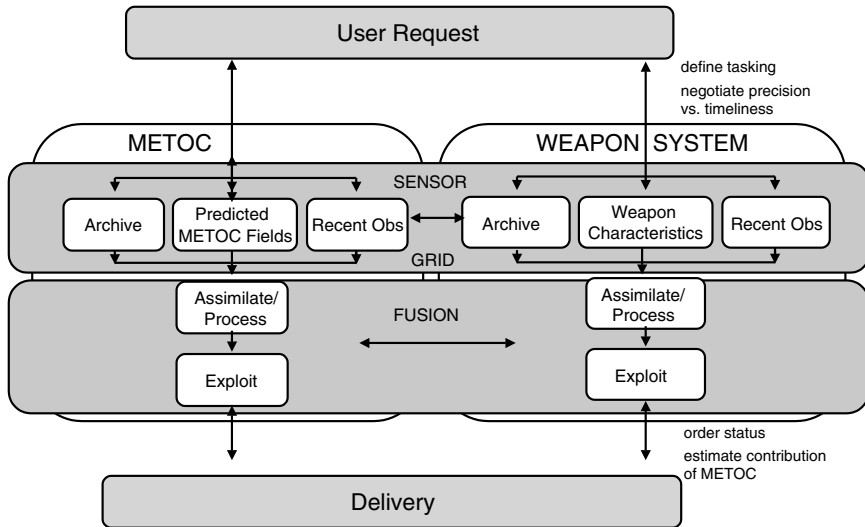 User Request
define tasking
negotiate precision
vs. timeliness
METOC
WEAPON SYSTEM
SENSOR
Archive
Predicted
METOC Fields
Recent Obs
Archive
Weapon
Characteristics
Recent Obs
GRID
Assimilate/
Process
Assimilate/
Process
FUSION
Exploit
Exploit
order status
estimate contribution
of METOC
Delivery